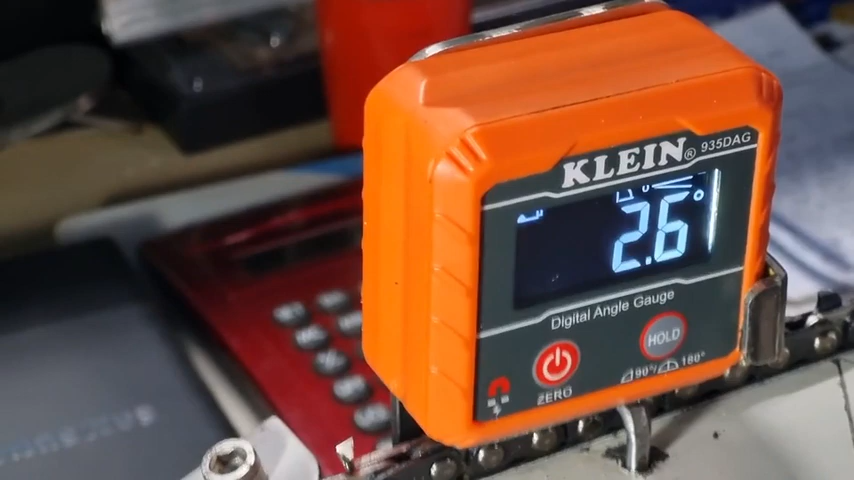 KLEIN® 935DAG
2.6°
Digital Angle Gauge
HOLD
ZERO
90°/ 180°